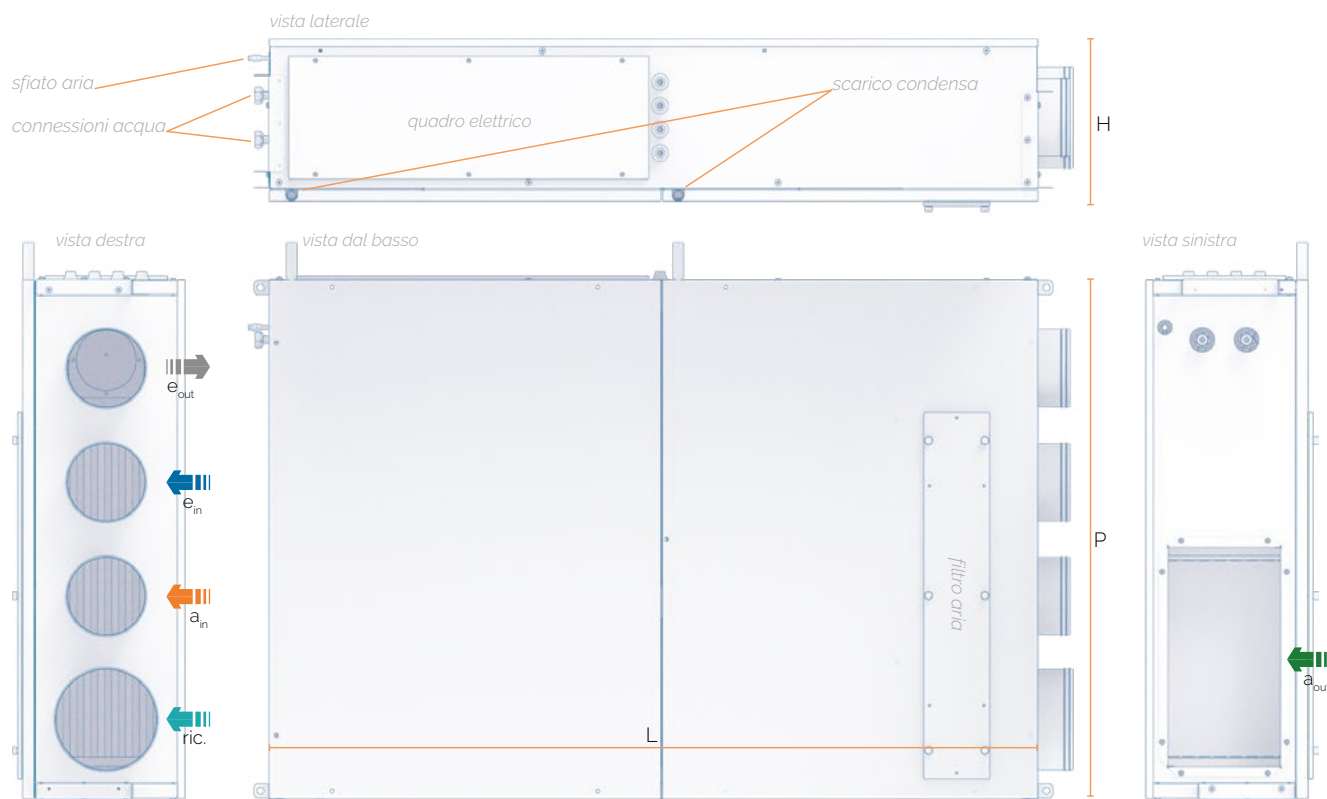 vista laterale
sfiato aria
scarico condensa
connessioni acqua
quadro elettrico
H
vista destra
vista dal basso
vista sinistra
e out
e in
P
filtro aria
a in
a ou
ric.
L